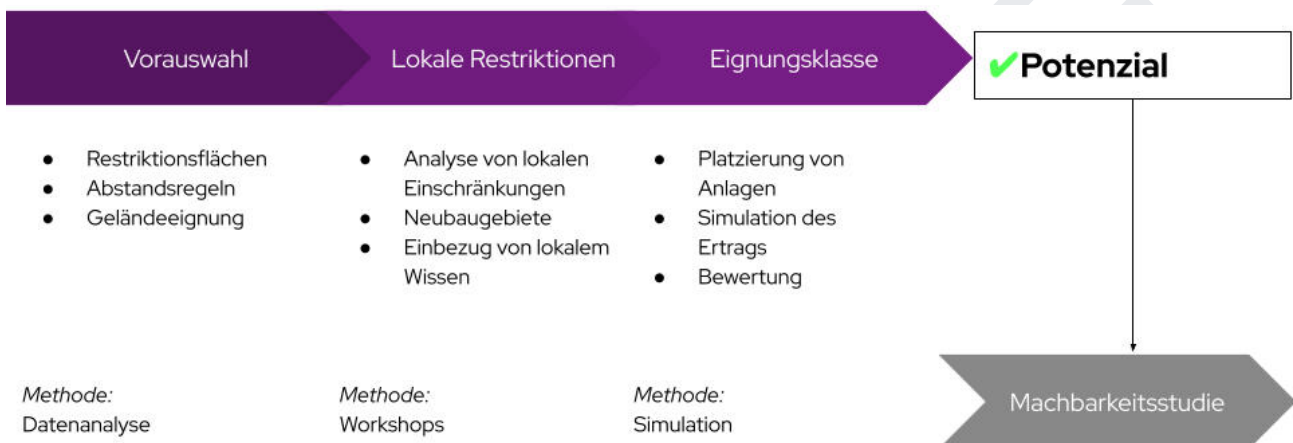 Vorauswahl
Lokale Restriktionen
Eignungsklasse
✔Potenzial
● Restriktionsflächen
● Abstandsregeln
● Geländeeignung
● Analyse von lokalen
Einschränkungen
● Neubaugebiete
● Einbezug von lokalem
Wissen
● Platzierung von
Anlagen
● Simulation des
Ertrags
● Bewertung
Methode:
Datenanalyse
Methode:
Workshops
Methode:
Simulation
Machbarkeitsstudie